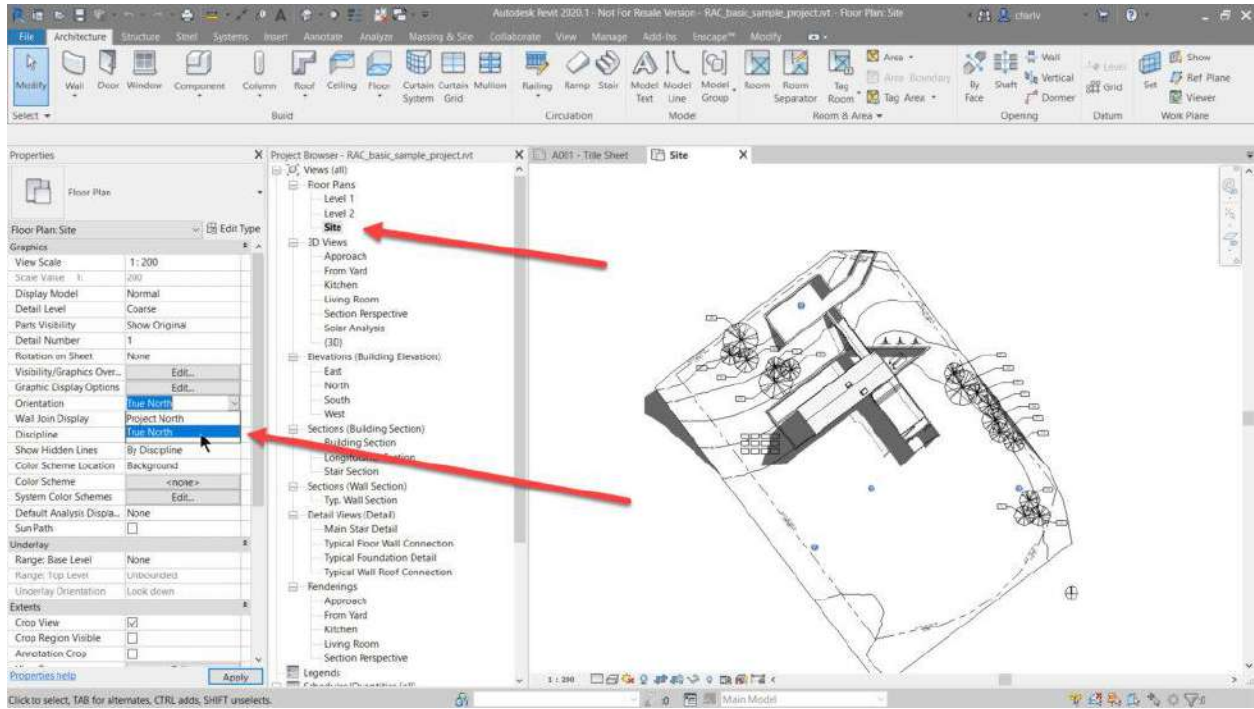 Autodesk Revit 2020.1 - Not For Resale Version - RAC_basic_sample_project.rvt - Floor Plan: Site
File Architecture Structure Steel Systems Insert Annotate Analyze Massing & Site Collaborate View Manage Add-Ins Enscape™ Modify
Modify Wall Door Window Component Column Roof Ceiling Floor Curtain System Curtain Grid Mullion Railing Ramp Stair Model Text Model Line Model Group Room Room Separator Tag Room Area Area Boundary Tag Area By Face Shaft Wall Vertical Dormer Level Grid Set Show Ref Plane Viewer
Select Build Circulation Model Room & Area Opening Datum Work Plane
Properties
Floor Plan
Floor Plan: Site Edit Type
Graphics
View Scale 1 : 200
Scale Value 1: 200
Display Model Normal
Detail Level Coarse
Parts Visibility Show Original
Detail Number 1
Rotation on Sheet None
Visibility/Graphics Over... Edit...
Graphic Display Options Edit...
Orientation True North
Wall Join Display Project North
Discipline True North
Show Hidden Lines By Discipline
Color Scheme Location Background
Color Scheme <none>
System Color Schemes Edit...
Default Analysis Displa... None
Sun Path
Underlay
Range: Base Level None
Range: Top Level Unbounded
Underlay Orientation Look down
Extents
Crop View
Crop Region Visible
Annotation Crop
Properties help Apply
Project Browser - RAC_basic_sample_project.rvt
Views (all)
Floor Plans
Level 1
Level 2
Site
3D Views
Approach
From Yard
Kitchen
Living Room
Section Perspective
Solar Analysis
{3D}
Elevations (Building Elevation)
East
North
South
West
Sections (Building Section)
Building Section
Stair Section
Sections (Wall Section)
Typ. Wall Section
Detail Views (Detail)
Main Stair Detail
Typical Floor Wall Connection
Typical Foundation Detail
Typical Wall Roof Connection
Renderings
Approach
From Yard
Kitchen
Living Room
Section Perspective
Legends
A001 - Title Sheet Site
1 : 200
Click to select, TAB for alternates, CTRL adds, SHIFT unselects. :0 Main Model